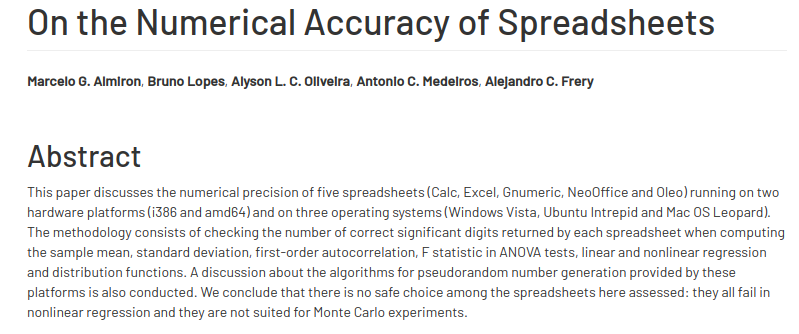 On the Numerical Accuracy of Spreadsheets
Marcelo G. Almiron, Bruno Lopes, Alyson L. C. Oliveira, Antonio C. Medeiros, Alejandro C. Frery
Abstract
This paper discusses the numerical precision of five spreadsheets (Calc, Excel, Gnumeric, NeoOffice and Oleo) running on two
hardware platforms (i386 and amd64) and on three operating systems (Windows Vista, Ubuntu Intrepid and Mac OS Leopard).
The methodology consists of checking the number of correct significant digits returned by each spreadsheet when computing
the sample mean, standard deviation, first-order autocorrelation, F statistic in ANOVA tests, linear and nonlinear regression
and distribution functions. A discussion about the algorithms for pseudorandom number generation provided by these
platforms is also conducted. We conclude that there is no safe choice among the spreadsheets here assessed: they all fail in
nonlinear regression and they are not suited for Monte Carlo experiments.